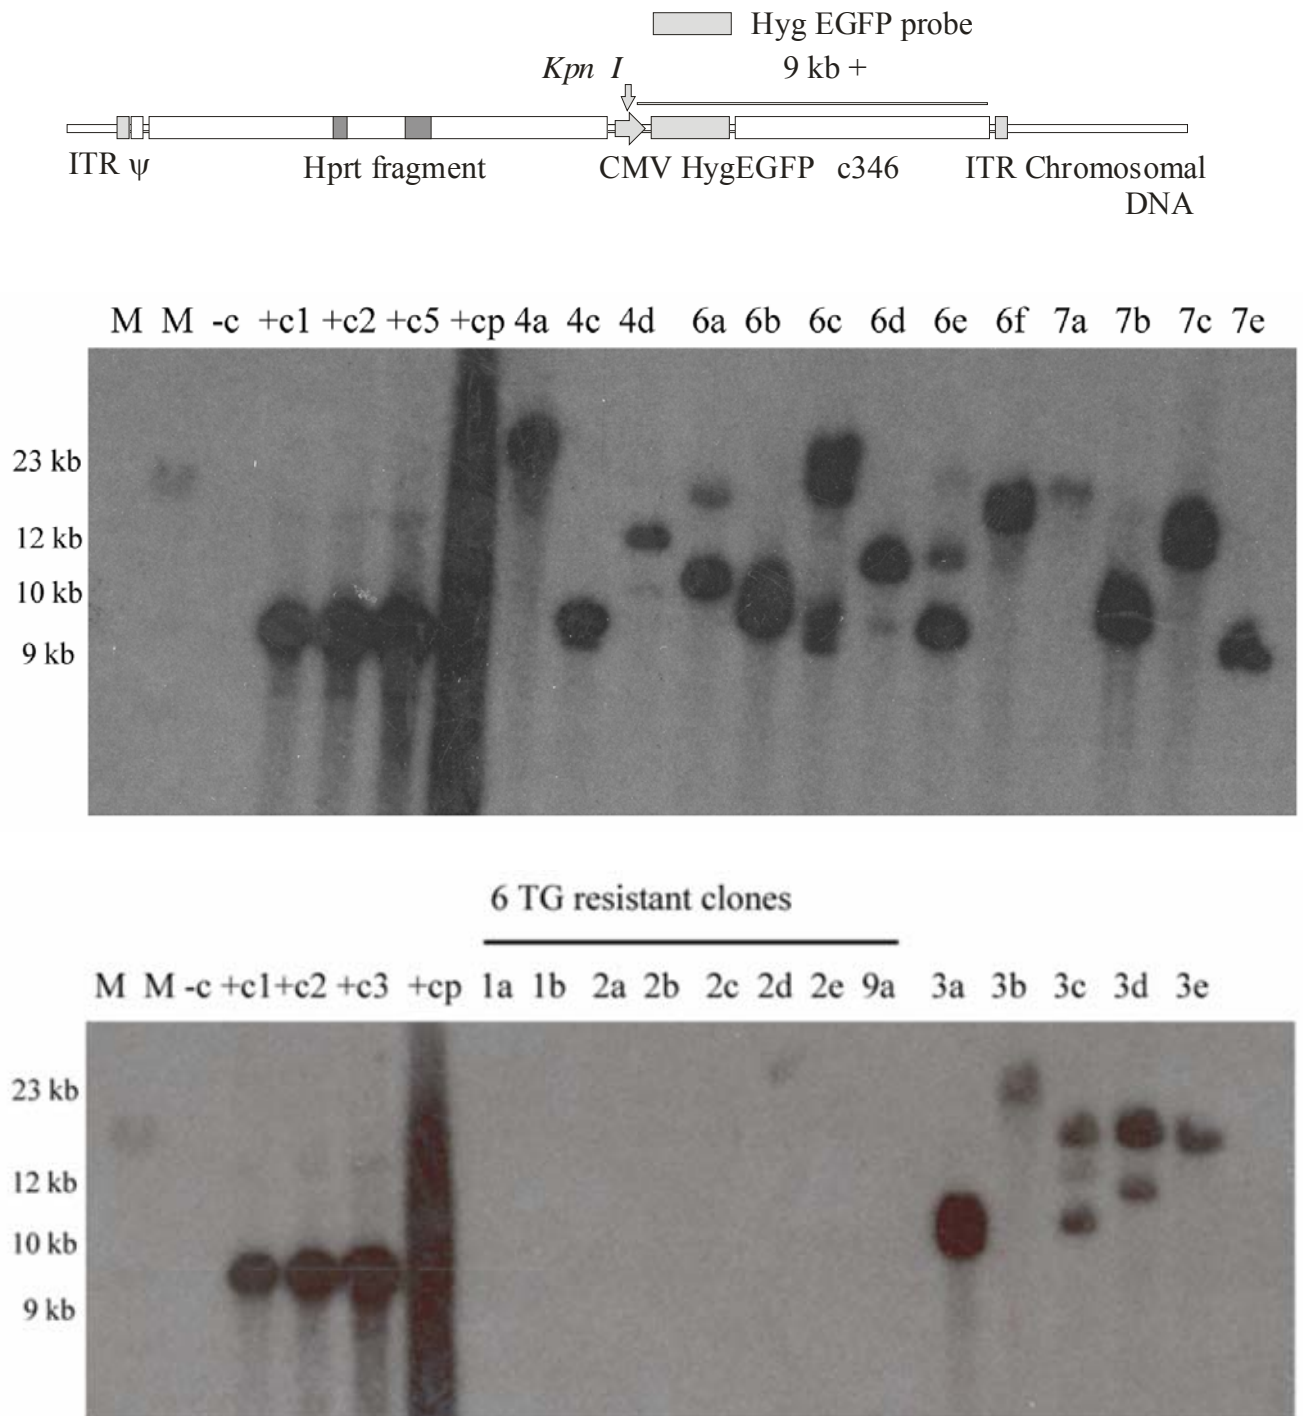 Hyg EGFP probe
Kpn I 9 kb +
ITR ψ Hprt fragment CMV HygEGFP c346 ITR Chromosomal
DNA
M M -c +c1 +c2 +c5 +cp 4a 4c 4d 6a 6b 6c 6d 6e 6f 7a 7b 7c 7e
23 kb
12 kb
10 kb
9 kb
6 TG resistant clones
M M -c +c1 +c2 +c3 +cp 1a 1b 2a 2b 2c 2d 2e 9a 3a 3b 3c 3d 3e
23 kb
12 kb
10 kb
9 kb